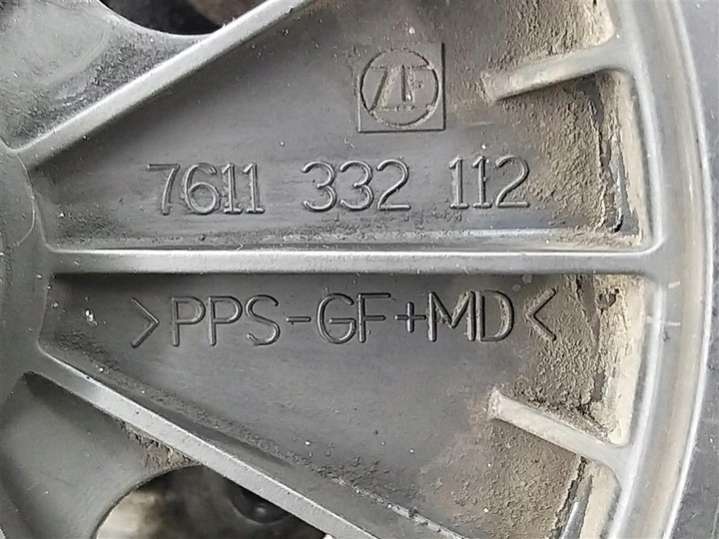 ZF
7611 332 112
>PPS-GF+MD<